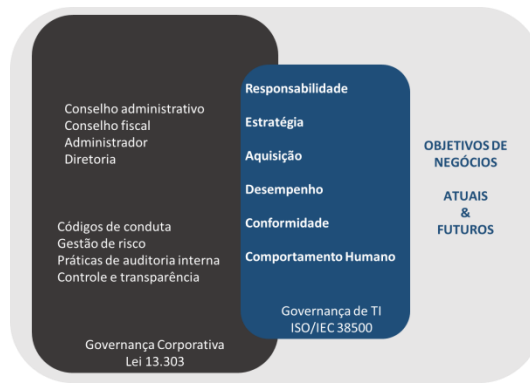 Conselho administrativo
Conselho fiscal
Administrador
Diretoria
Códigos de conduta
Gestão de risco
Práticas de auditoria interna
Controle e transparência
Governança Corporativa
Lei 13.303
Responsabilidade
Estratégia
Aquisição
Desempenho
Conformidade
Comportamento Humano
Governança de TI
ISO/IEC 38500
OBJETIVOS DE
NEGÓCIOS
ATUAIS
&
FUTUROS